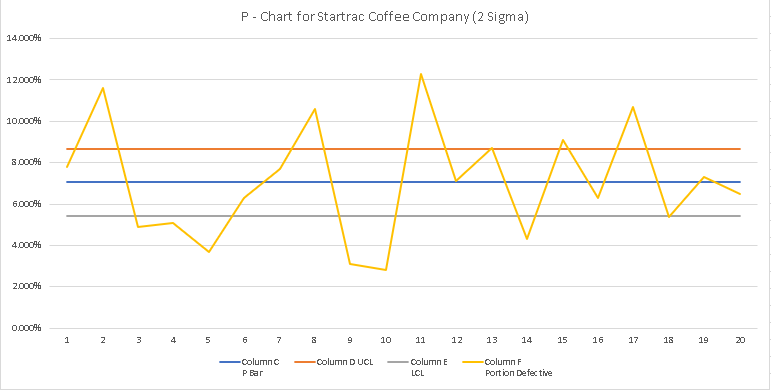 P - Chart for Startrac Coffee Company (2 Sigma)
14.000%
12.000%
10.000%
8.000%
6.000%
4.000%
2.000%
0.000%
1 2 3 4 5 6 7 8 9 10 11 12 13 14 15 16 17 18 19 20
Column C Column D UCL Column E Column F
P Bar LCL Portion Defective